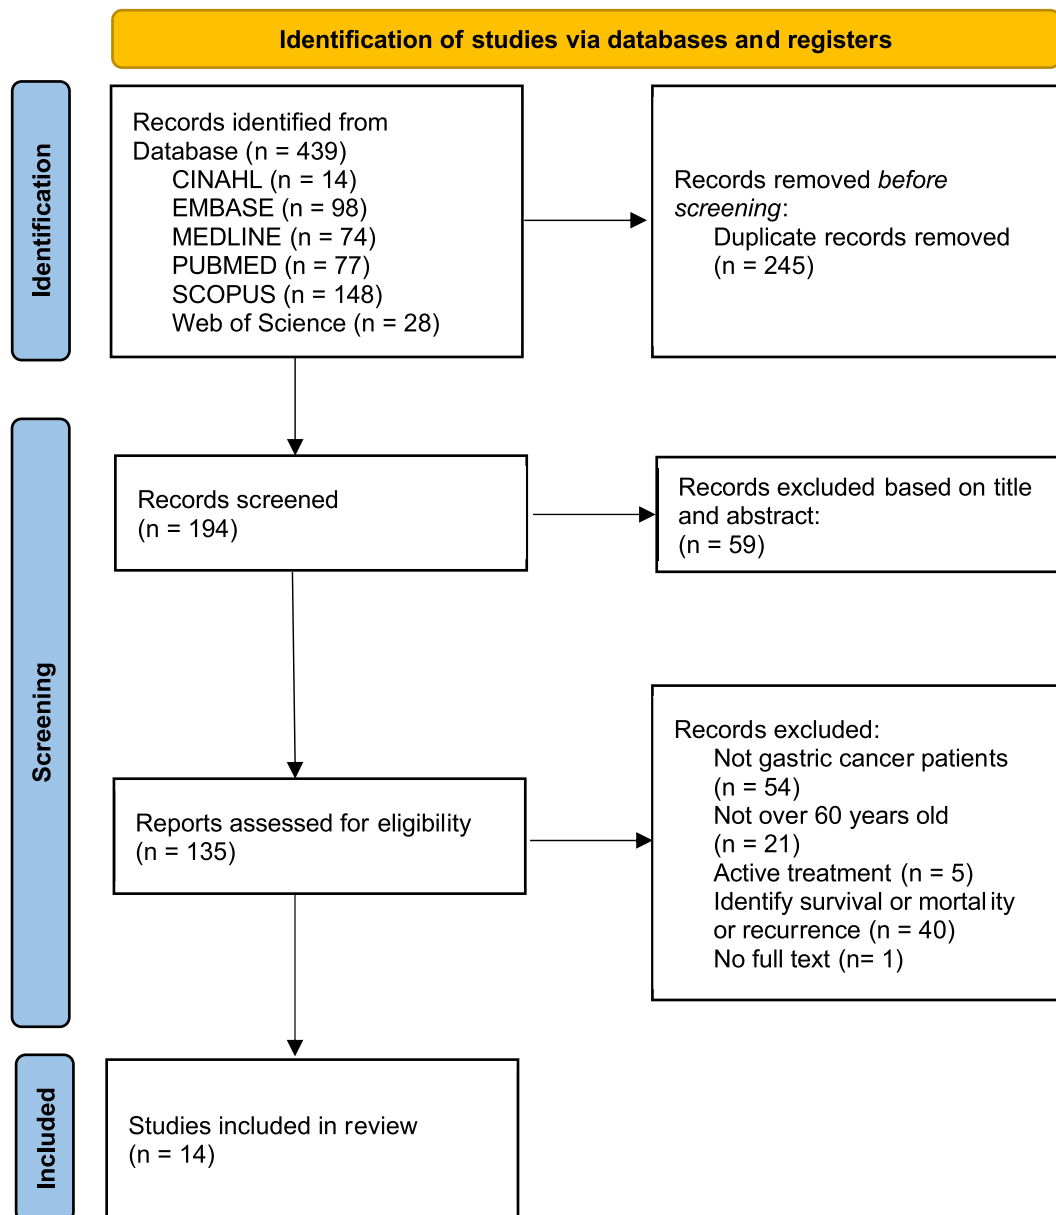 Identification of studies via databases and registers
Identification
Records identified from
Database (n = 439)
CINAHL (n = 14)
EMBASE (n = 98)
MEDLINE (n = 74)
PUBMED (n = 77)
SCOPUS (n = 148)
Web of Science (n = 28)
Records removed before
screening:
Duplicate records removed
(n = 245)
Screening
Records screened
(n = 194)
Records excluded based on title
and abstract:
(n = 59)
Reports assessed for eligibility
(n = 135)
Records excluded:
Not gastric cancer patients
(n = 54)
Not over 60 years old
(n = 21)
Active treatment (n = 5)
Identify survival or mortality
or recurrence (n = 40)
No full text (n= 1)
Included
Studies included in review
(n = 14)